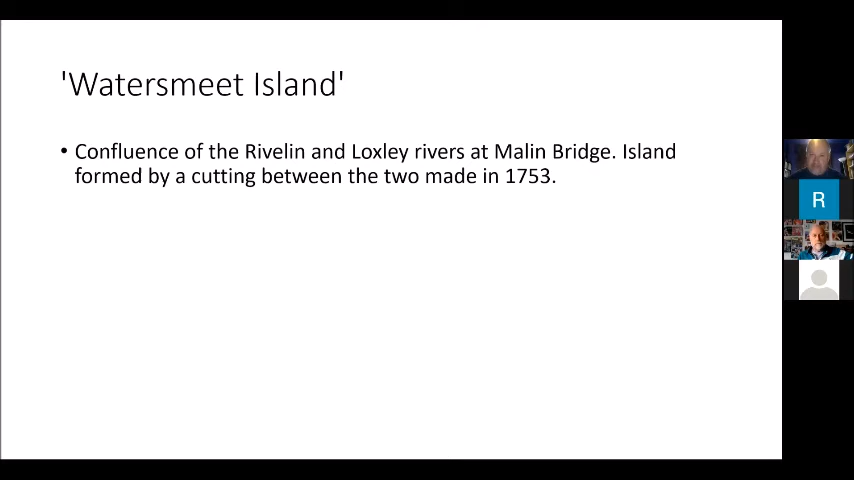 'Watersmeet Island'
• Confluence of the Rivelin and Loxley rivers at Malin Bridge. Island
formed by a cutting between the two made in 1753.
R